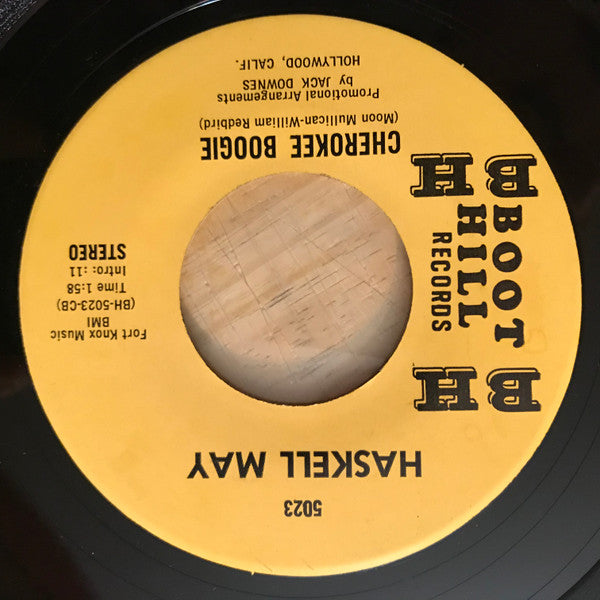 5023
HASKELL MAY
BH
BOOT
HILL
RECORDS
BH
Fort Knox Music
BMI
(BH-5023-CB)
Time 1:58
Intro: :11
STEREO
CHEROKEE BOOGIE
(Moon Mullican-William Redbird)
Promotional Arrangements
by JACK DOWNES
HOLLYWOOD, CALIF.